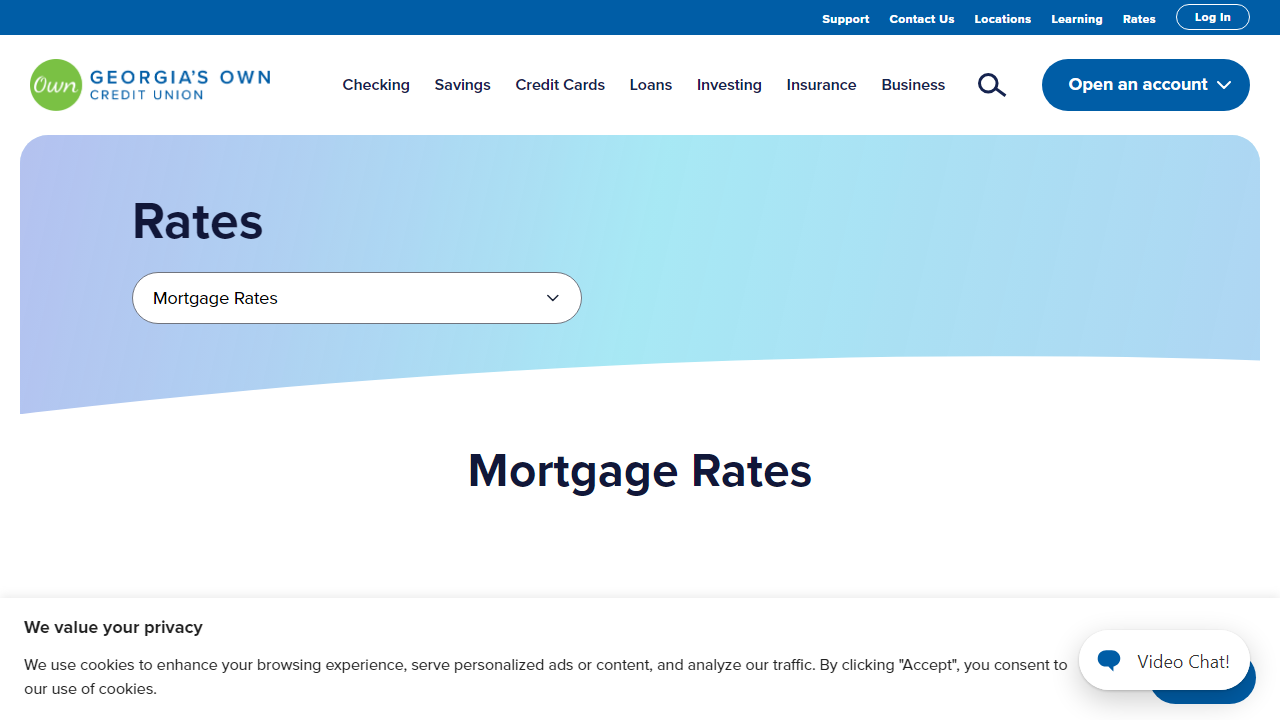 Support Contact Us Locations Learning Rates Log In
Own GEORGIA'S OWN
CREDIT UNION
Checking Savings Credit Cards Loans Investing Insurance Business Open an account
Rates
Mortgage Rates
Mortgage Rates
We value your privacy
We use cookies to enhance your browsing experience, serve personalized ads or content, and analyze our traffic. By clicking "Accept", you consent to
our use of cookies.
Video Chat!